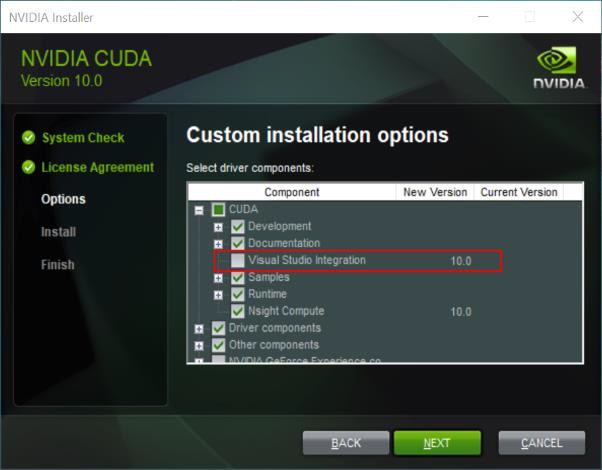 NVIDIA Installer
NVIDIA CUDA
Version 10.0
NVIDIA
System Check
License Agreement
Options
Install
Finish
Custom installation options
Select driver components:
Component New Version Current Version
CUDA
Development
Documentation
Visual Studio Integration 10.0
Samples
Runtime
Nsight Compute 10.0
Driver components
Other components
NVIDIA GeForce Experience co
BACK NEXT CANCEL